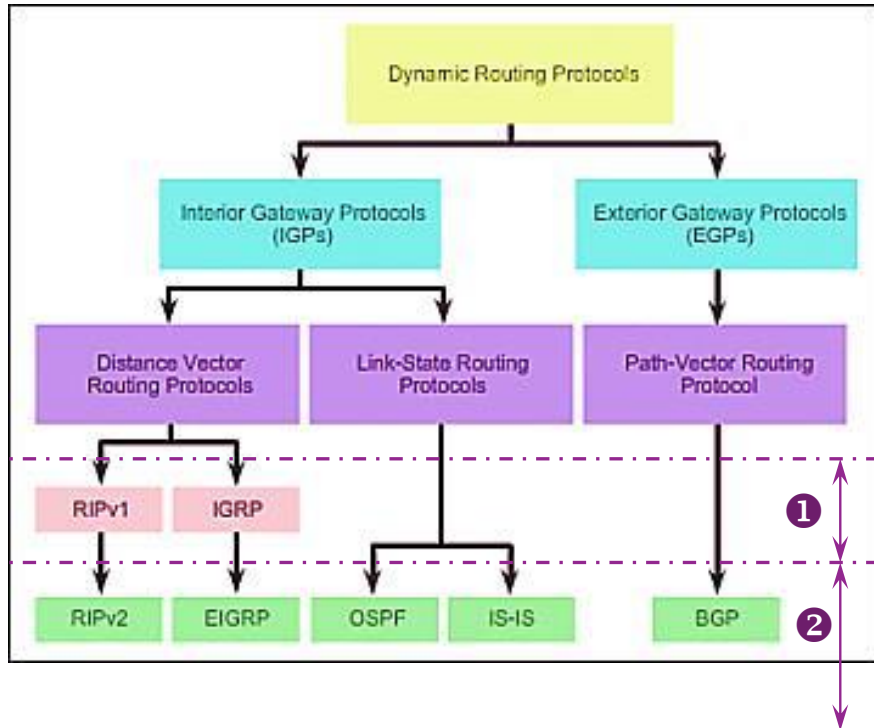 Dynamic Routing Protocols
Interior Gateway Protocols
(IGPs)
Exterior Gateway Protocols
(EGPs)
Distance Vector
Routing Protocols
Link-State Routing
Protocols
Path-Vector Routing
Protocol
RIPv1
IGRP
❶
RIPv2
EIGRP
OSPF
IS-IS
BGP
❷